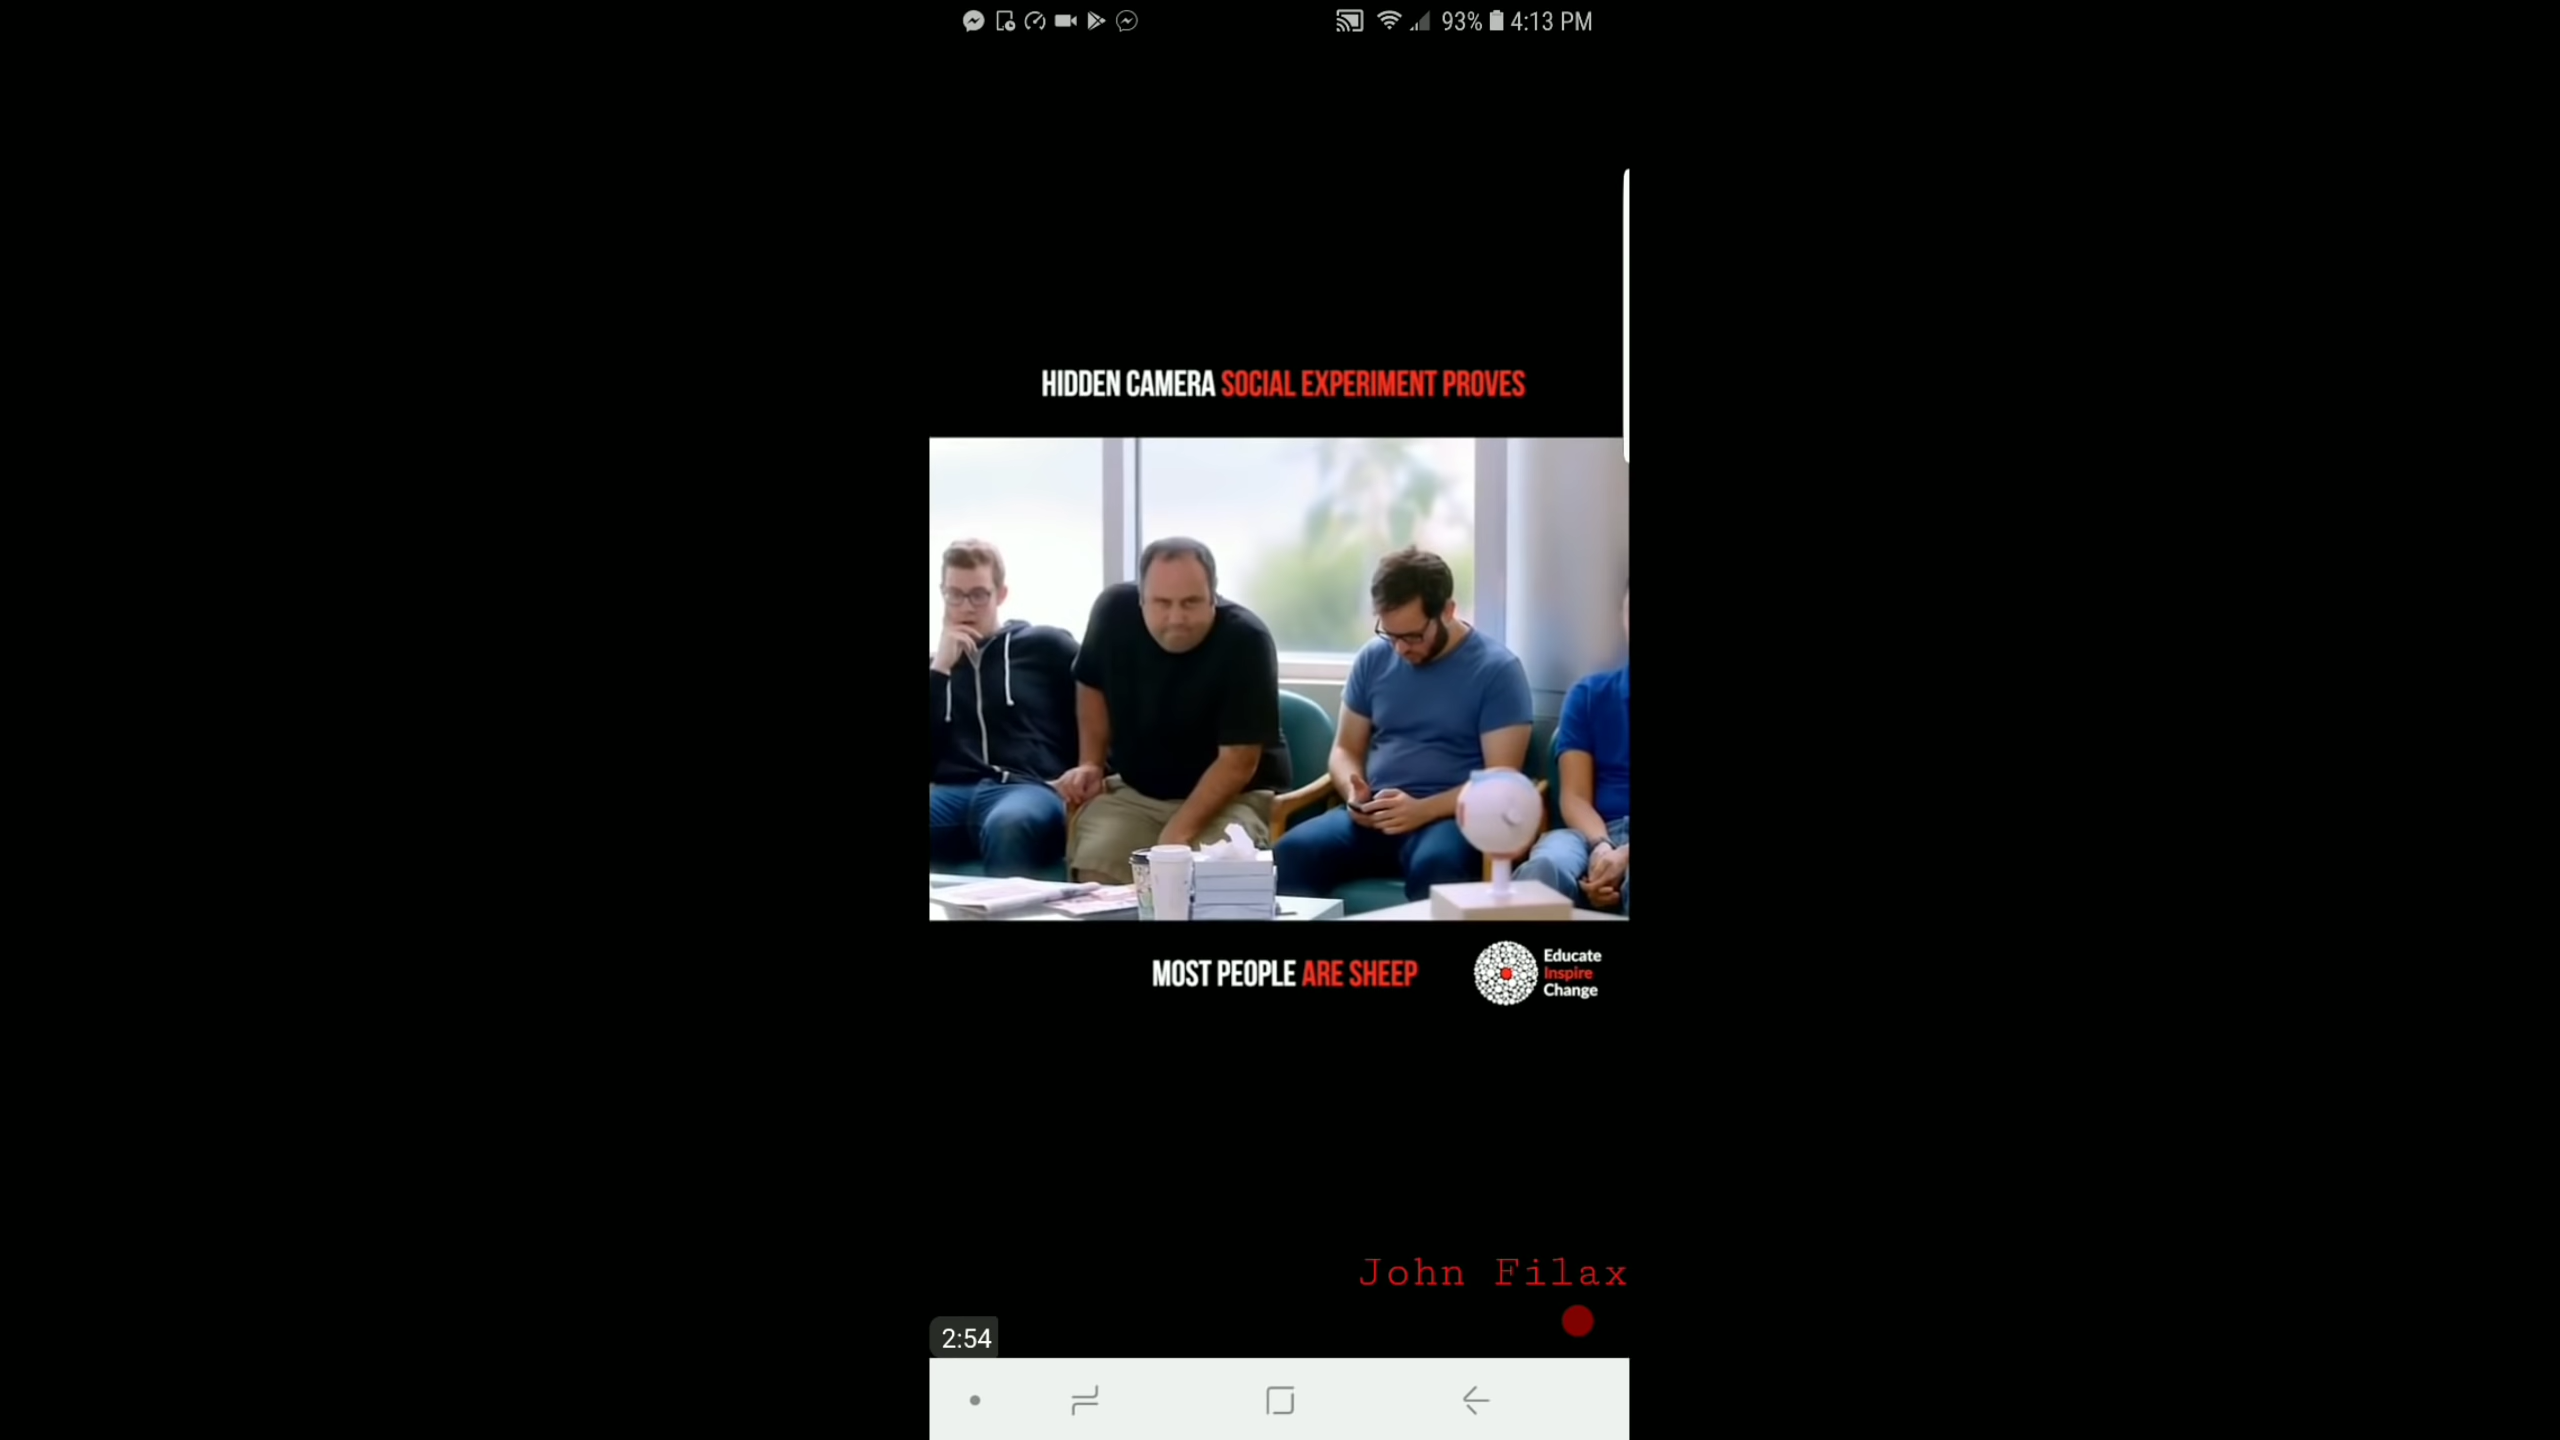 93% 4:13 PM
HIDDEN CAMERA SOCIAL EXPERIMENT PROVES
MOST PEOPLE ARE SHEEP
Educate
Inspire
Change
John Filax
2:54